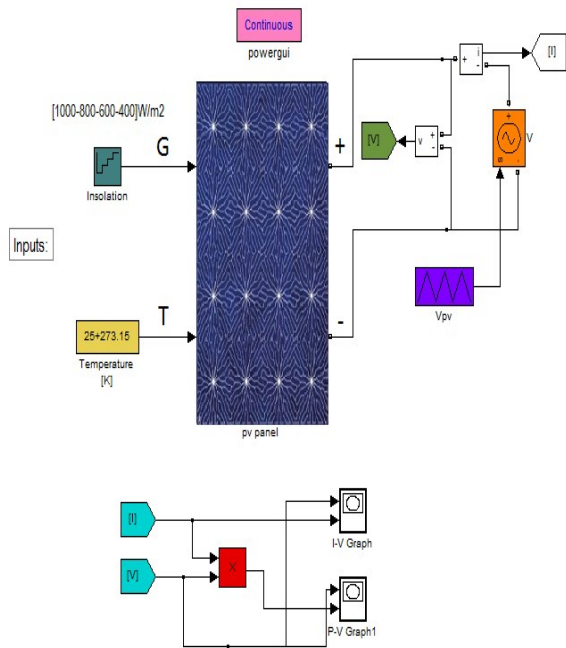 Continuous
powergui
[1000-800-600-400]W/m2
G
Insolation
Inputs:
T
25+273.15
Temperature
[K]
+
-
pv panel
[V]
v
+
-
+
-
i
[I]
+
-
s
V
Vpv
[I]
[V]
X
I-V Graph
P-V Graph1